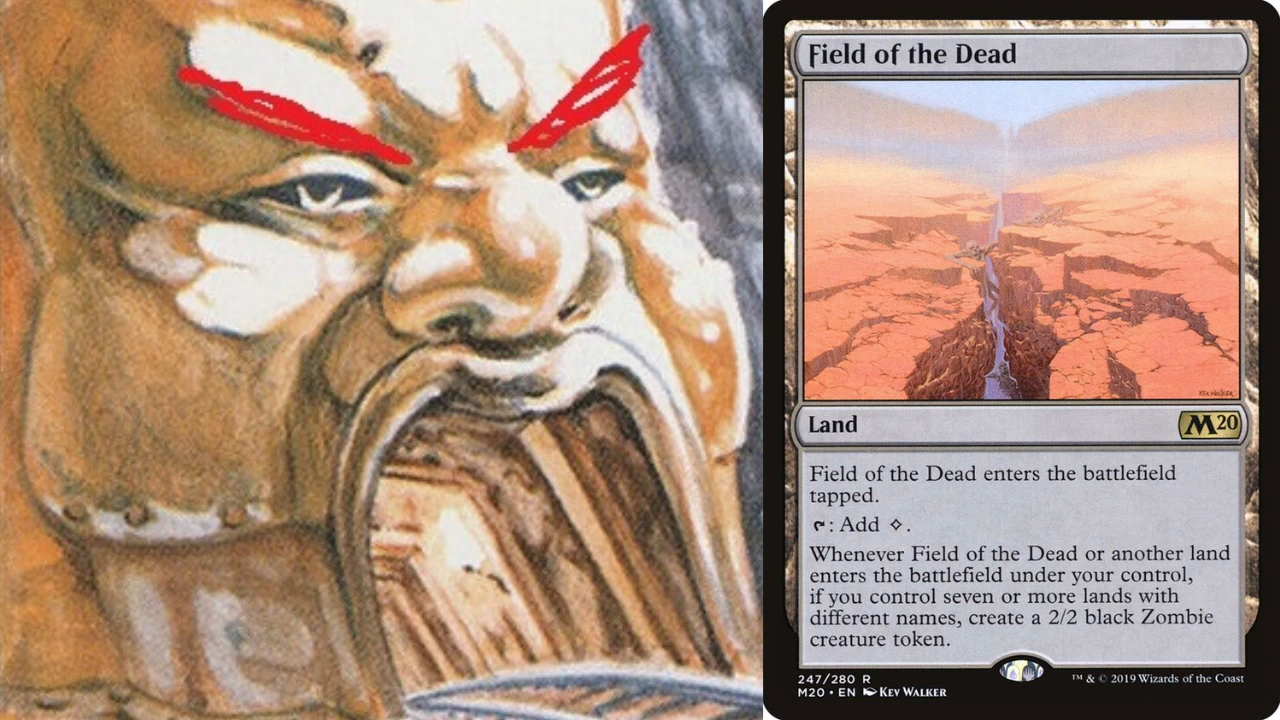 Field of the Dead
KEV WALKER
Land
M20
Field of the Dead enters the battlefield
tapped.
: Add .
Whenever Field of the Dead or another land
enters the battlefield under your control,
if you control seven or more lands with
different names, create a 2/2 black Zombie
creature token.
247/280 R
M20 • EN KEV WALKER
™ & © 2019 Wizards of the Coast